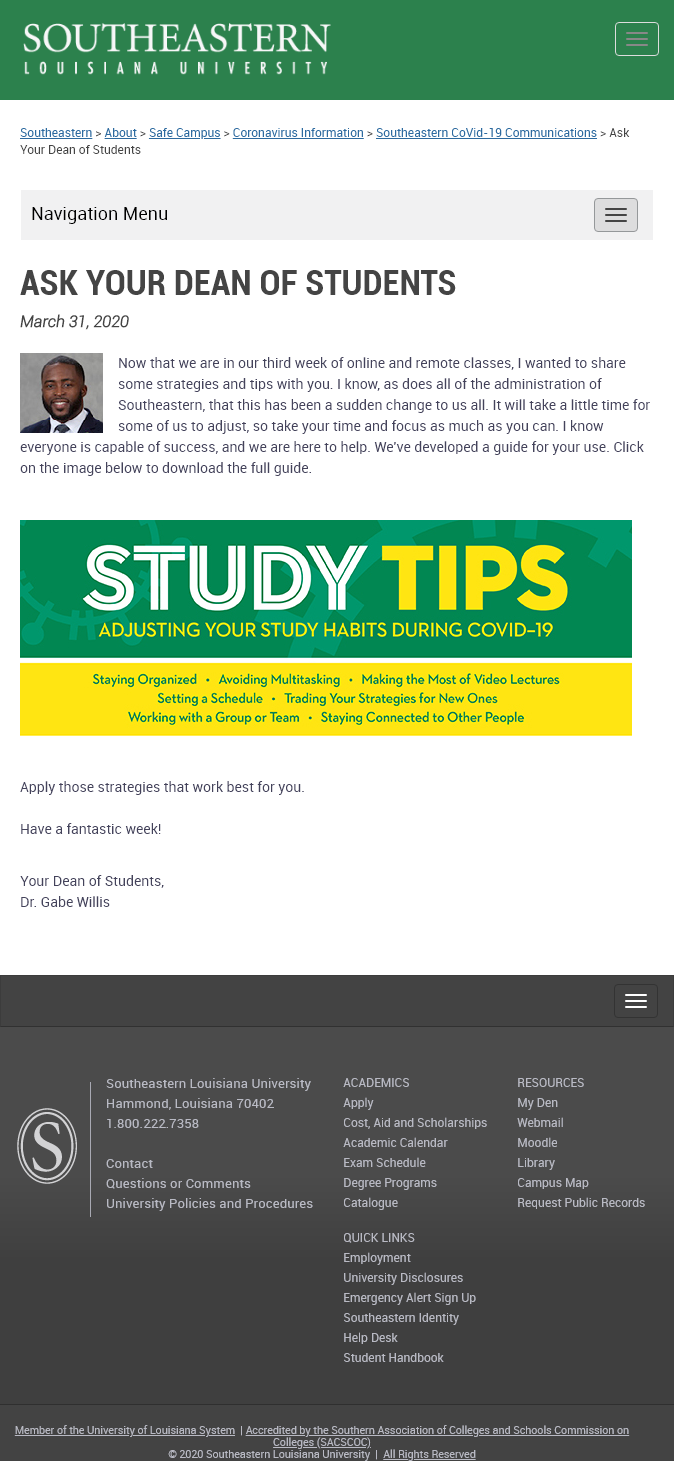 SOUTHEASTERN
LOUISIANA UNIVERSITY
Southeastern > About > Safe Campus > Coronavirus Information > Southeastern CoVid-19 Communications > Ask
Your Dean of Students
Navigation Menu
ASK YOUR DEAN OF STUDENTS
March 31, 2020
Now that we are in our third week of online and remote classes, I wanted to share
some strategies and tips with you. I know, as does all of the administration of
Southeastern, that this has been a sudden change to us all. It will take a little time for
some of us to adjust, so take your time and focus as much as you can. I know
everyone is capable of success, and we are here to help. We've developed a guide for your use. Click
on the image below to download the full guide.
STUDY TIPS
ADJUSTING YOUR STUDY HABITS DURING COVID–19
Staying Organized • Avoiding Multitasking • Making the Most of Video Lectures
Setting a Schedule • Trading Your Strategies for New Ones
Working with a Group or Team • Staying Connected to Other People
Apply those strategies that work best for you.
Have a fantastic week!
Your Dean of Students,
Dr. Gabe Willis
S
Southeastern Louisiana University
Hammond, Louisiana 70402
1.800.222.7358
Contact
Questions or Comments
University Policies and Procedures
ACADEMICS
Apply
Cost, Aid and Scholarships
Academic Calendar
Exam Schedule
Degree Programs
Catalogue
QUICK LINKS
Employment
University Disclosures
Emergency Alert Sign Up
Southeastern Identity
Help Desk
Student Handbook
RESOURCES
My Den
Webmail
Moodle
Library
Campus Map
Request Public Records
Member of the University of Louisiana System | Accredited by the Southern Association of Colleges and Schools Commission on
Colleges (SACSCOC)
© 2020 Southeastern Louisiana University | All Rights Reserved